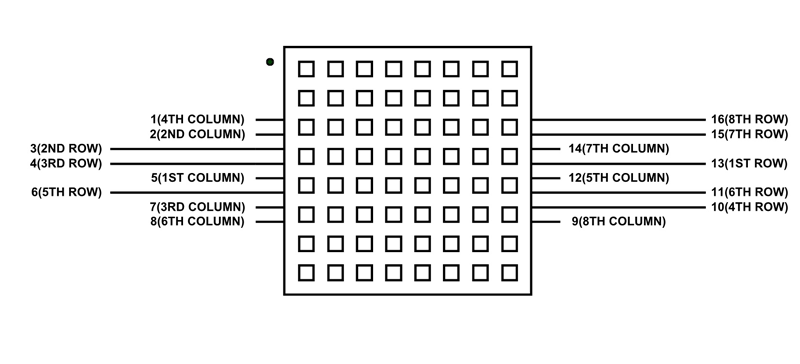 1(4TH COLUMN)
2(2ND COLUMN)
3(2ND ROW)
4(3RD ROW)
5(1ST COLUMN)
6(5TH ROW)
7(3RD COLUMN)
8(6TH COLUMN)
16(8TH ROW)
15(7TH ROW)
14(7TH COLUMN)
13(1ST ROW)
12(5TH COLUMN)
11(6TH ROW)
10(4TH ROW)
9(8TH COLUMN)